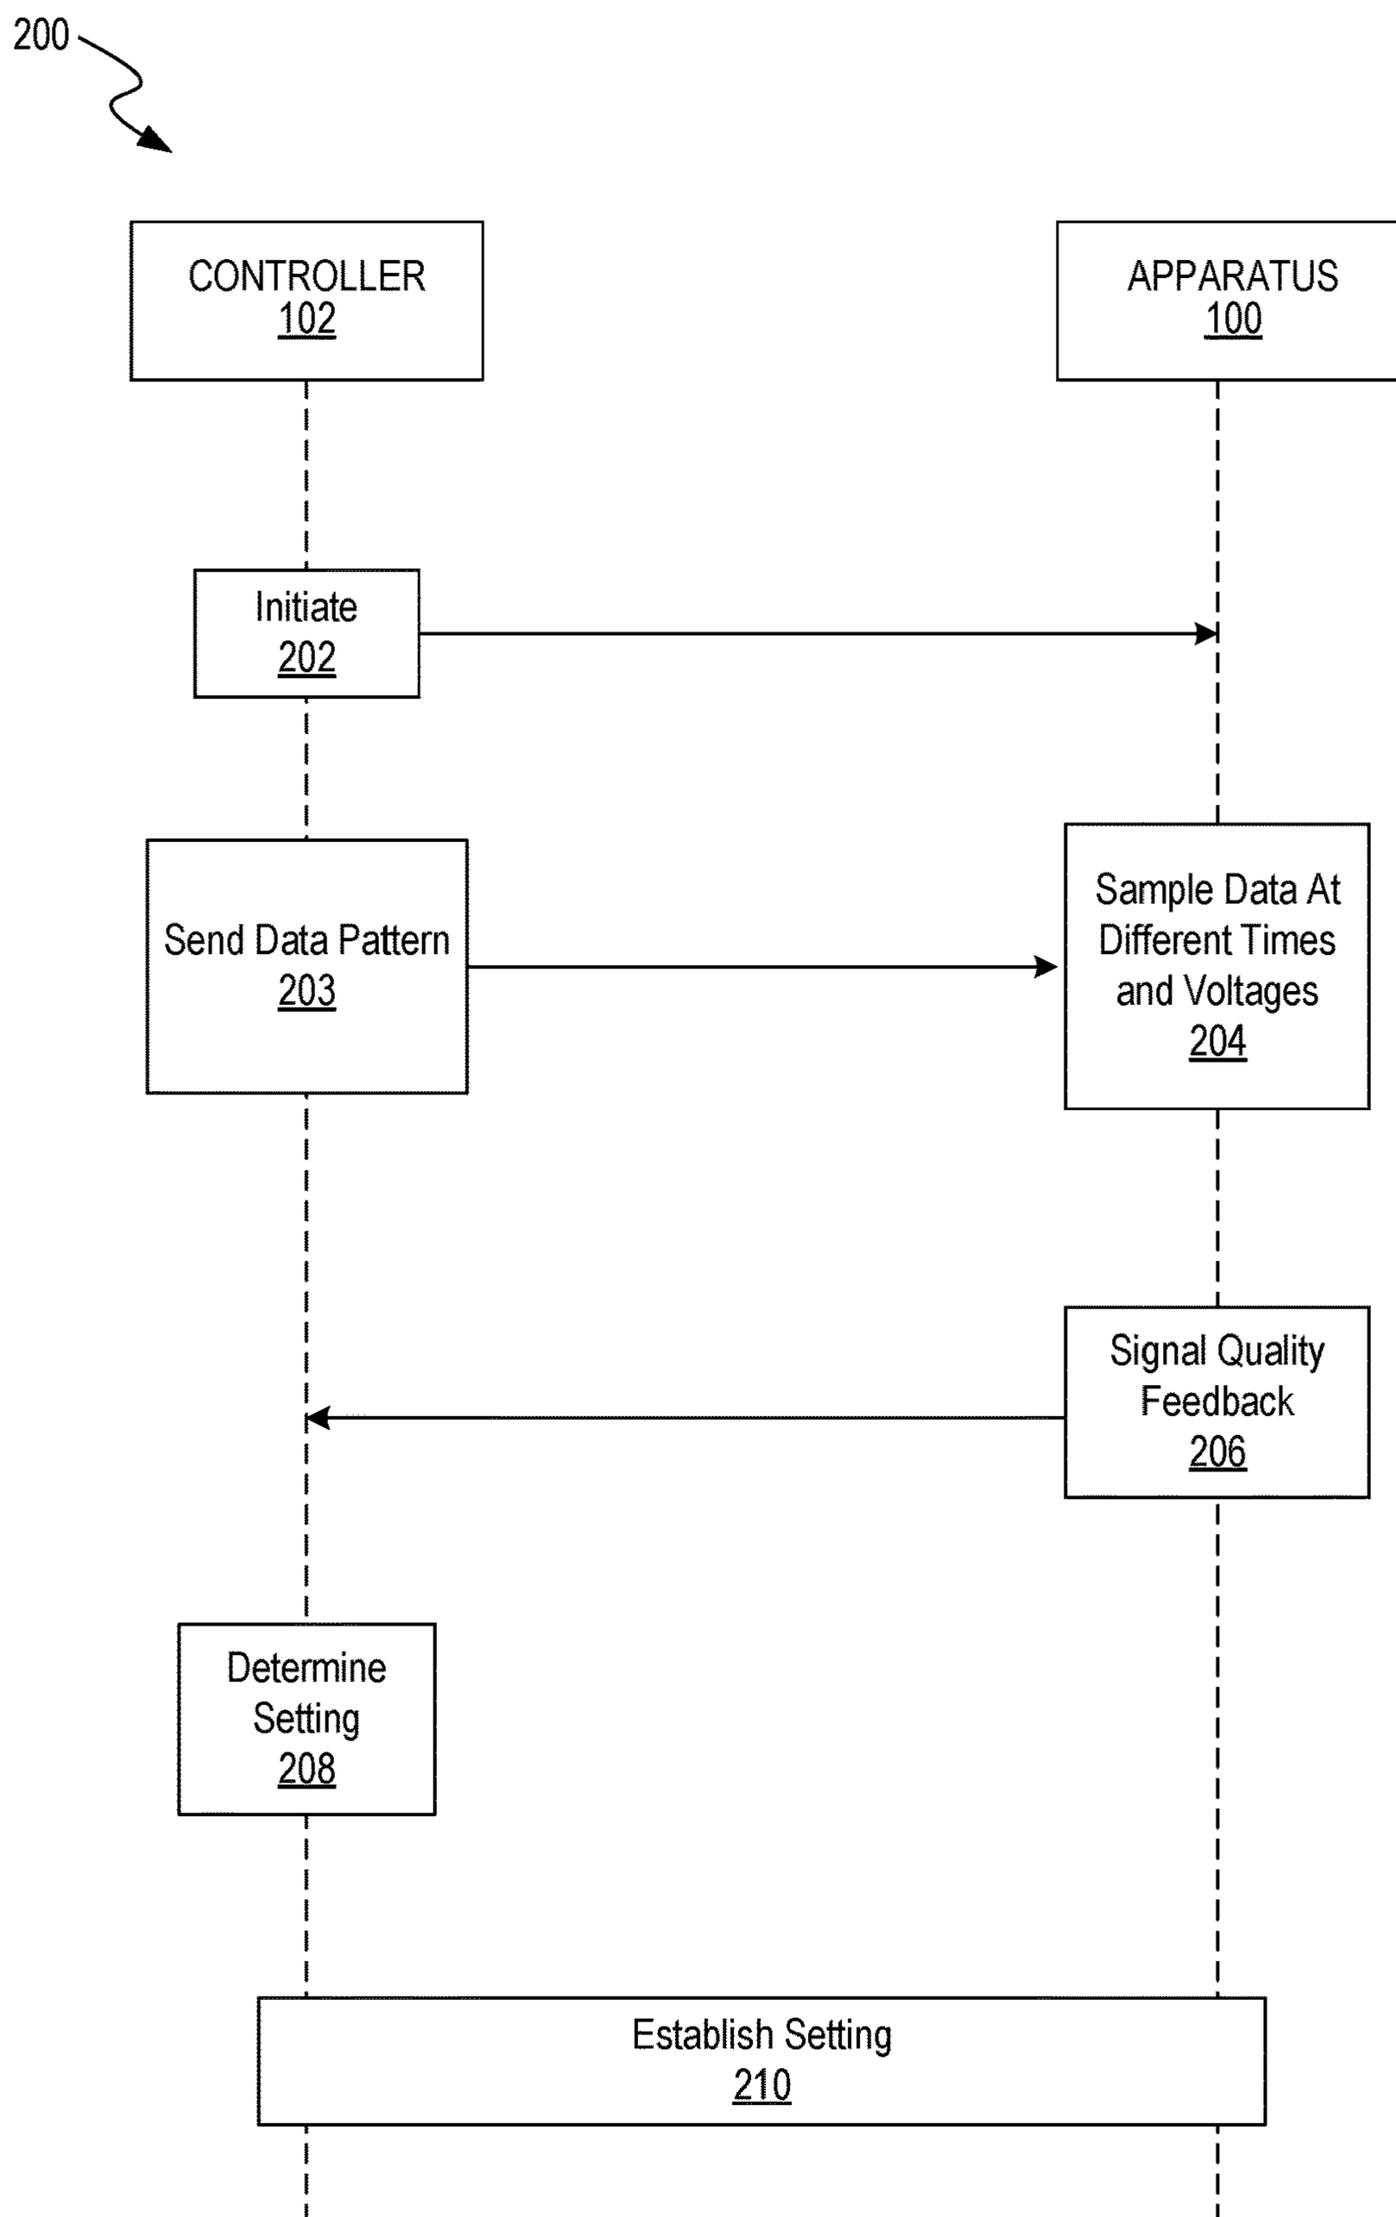 200
CONTROLLER
102
APPARATUS
100
Initiate
202
Send Data Pattern
203
Sample Data At
Different Times
and Voltages
204
Signal Quality
Feedback
206
Determine
Setting
208
Establish Setting
210